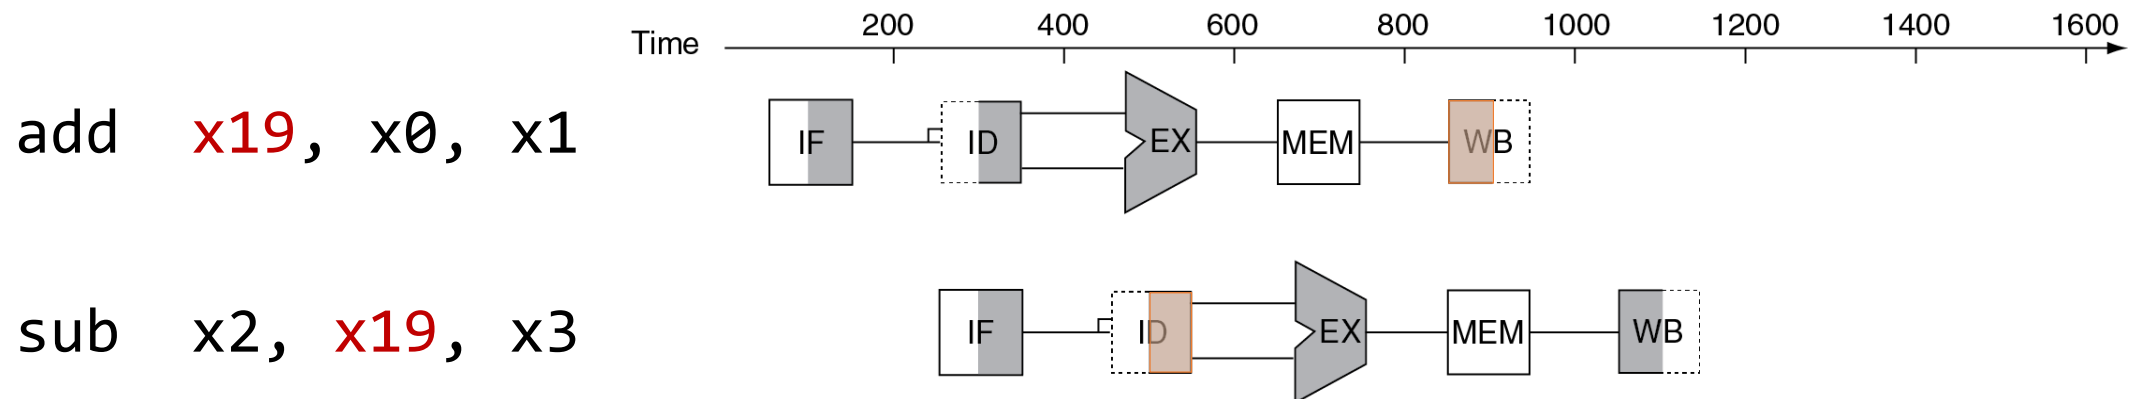 Time 200 400 600 800 1000 1200 1400 1600
add x19, x0, x1 IF ID EX MEM WB
sub x2, x19, x3 IF ID EX MEM WB